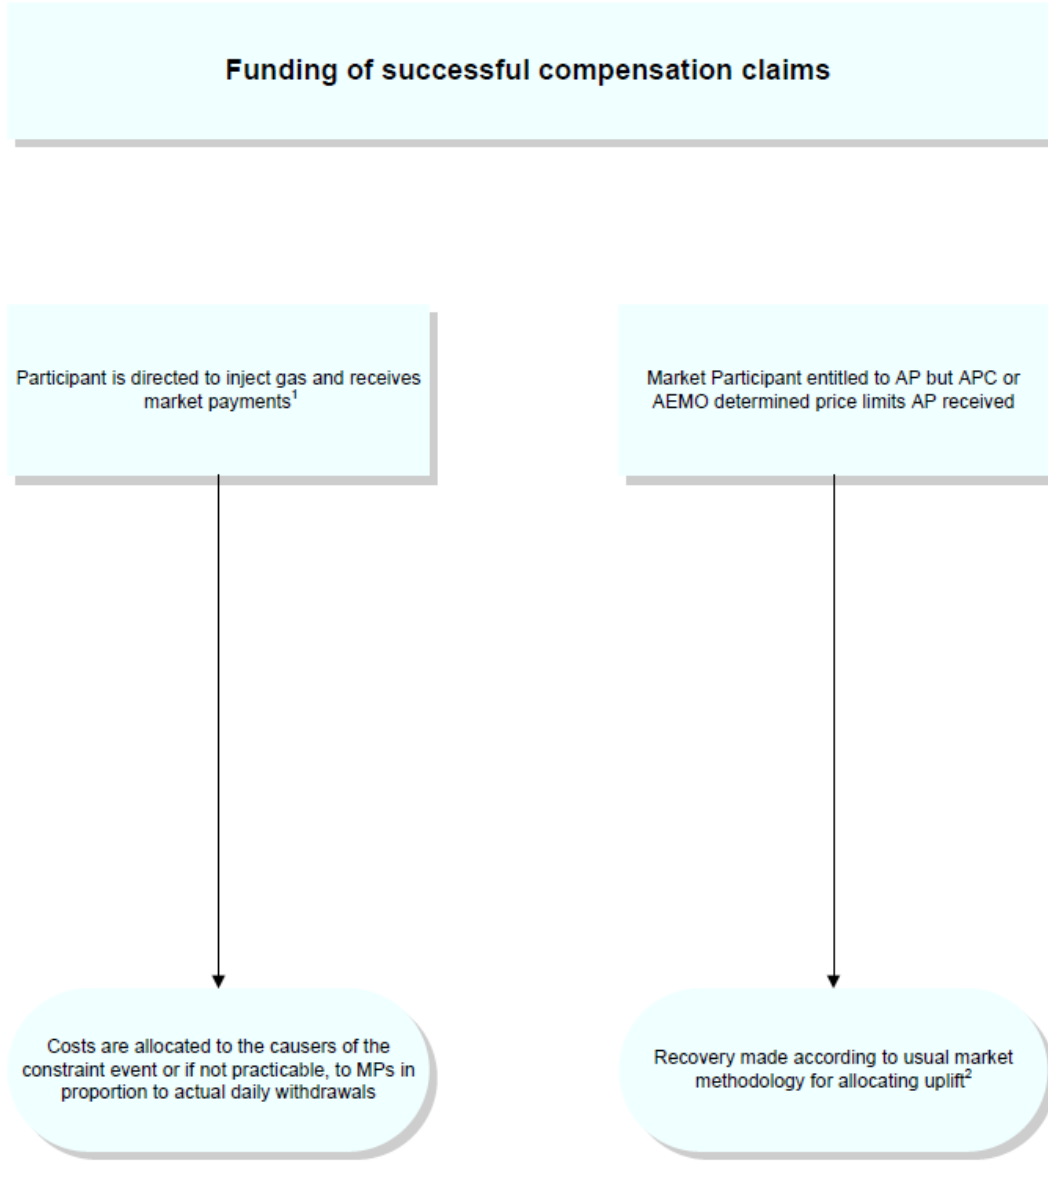 Funding of successful compensation claims
Participant is directed to inject gas and receives
market payments1
Market Participant entitled to AP but APC or
AEMO determined price limits AP received
Costs are allocated to the causers of the
constraint event or if not practicable, to MPs in
proportion to actual daily withdrawals
Recovery made according to usual market
methodology for allocating uplift2